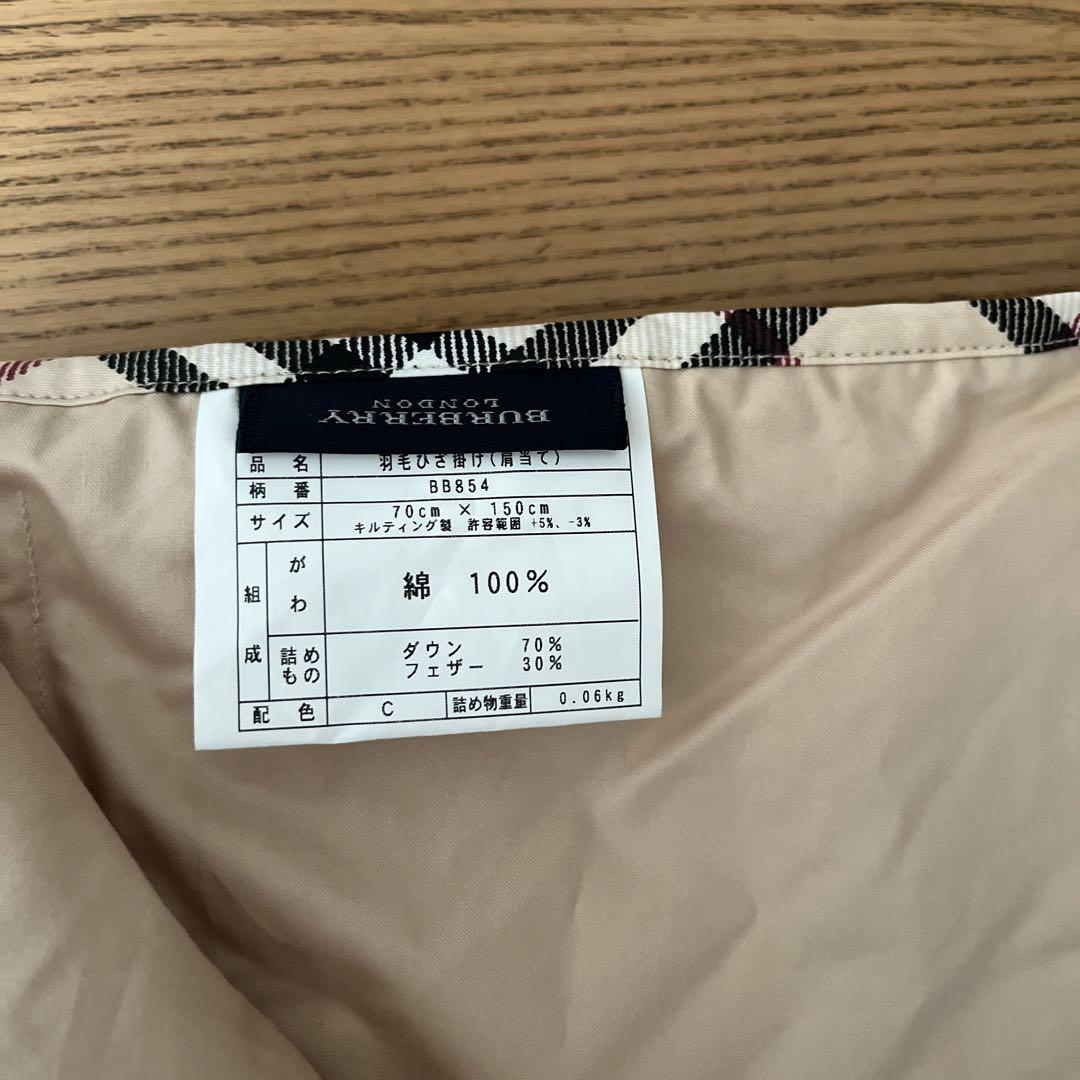 BURBERRY
LONDON
品名 羽毛ひざ掛け(肩当て)
柄番 BB854
サイズ 70cm × 150cm
キルティング製 許容範囲 +5%、-3%
組成 がわ 綿 100%
詰めもの ダウン 70%
フェザー 30%
配色 C 詰め物重量 0.06kg